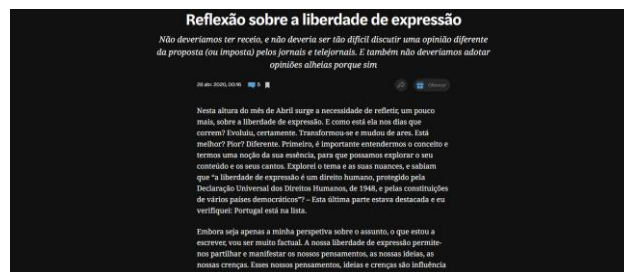 Reflexão sobre a liberdade de expressão
Não deveríamos ter receio, e não deveria ser tão difícil discutir uma opinião diferente
da proposta (ou imposta) pelos jornais e telejornais. E também não deveríamos adotar
opiniões alheias porque sim
28 abr. 2020, 00:16 5
Nesta altura do mês de Abril surge a necessidade de refletir, um pouco
mais, sobre a liberdade de expressão. E como está ela nos dias que
correm? Evoluiu, certamente. Transformou-se e mudou de ares. Está
melhor? Pior? Diferente. Primeiro, é importante entendermos o conceito e
termos uma noção da sua essência, para que possamos explorar o seu
conteúdo e os seus cantos. Explorei o tema e as suas nuances, e sabiam
que “a liberdade de expressão é um direito humano, protegido pela
Declaração Universal dos Direitos Humanos, de 1948, e pelas constituições
de vários países democráticos”? – Esta última parte estava destacada e eu
verifiquei: Portugal está na lista.
Embora seja apenas a minha perspetiva sobre o assunto, o que estou a
escrever, vou ser muito factual. A nossa liberdade de expressão permite-
nos partilhar e manifestar os nossos pensamentos, as nossas ideias, as
nossas crenças. Esses nossos pensamentos, ideias e crenças são influência